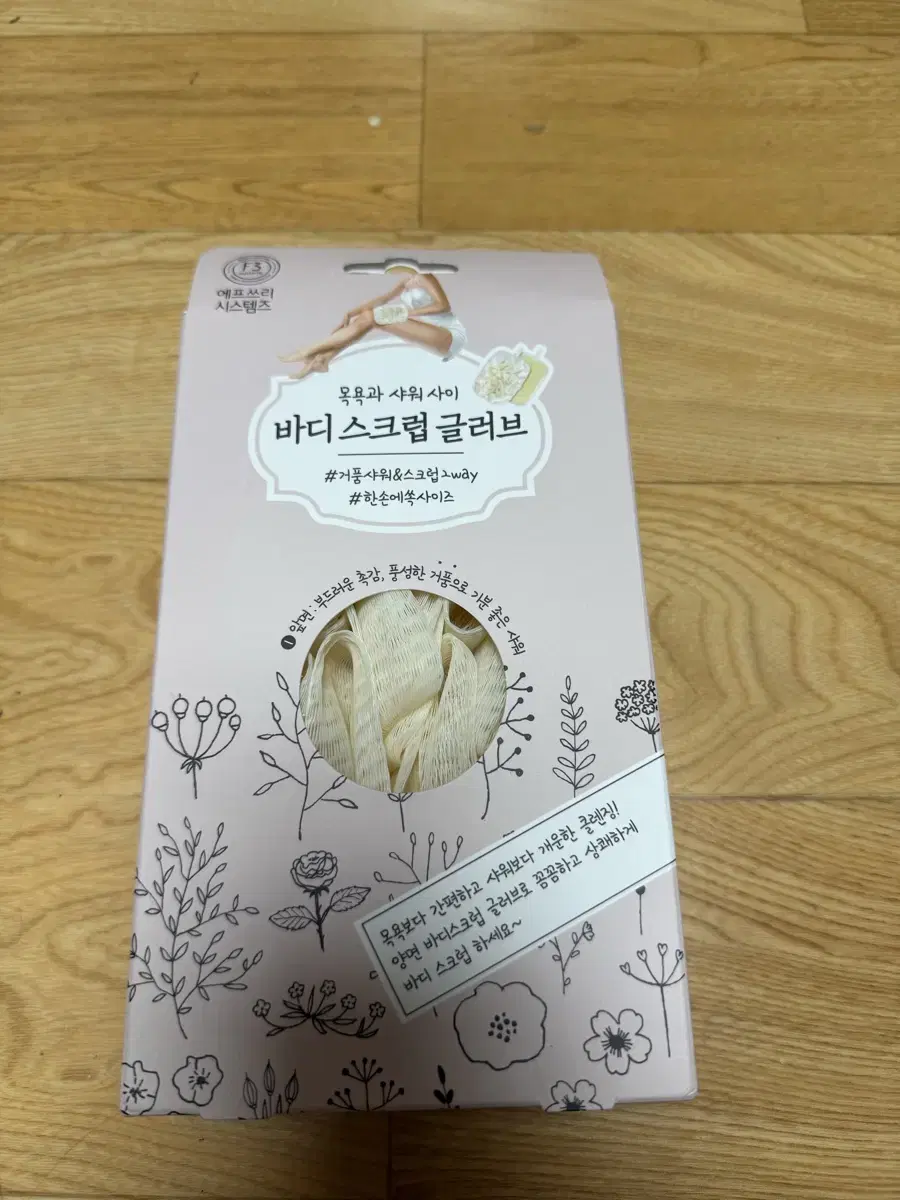 F3
에프쓰리
시스템즈
목욕과 샤워 사이
바디 스크럽 글러브
#거품샤워&스크럽2way
#한손에쏙사이즈
1 앞면 : 부드러운 촉감, 풍성한 거품으로 기분 좋은 샤워
목욕보다 간편하고 샤워보다 개운한 클렌징!
양면 바디스크럽 글러브로 꼼꼼하고 상쾌하게
바디 스크럽 하세요~